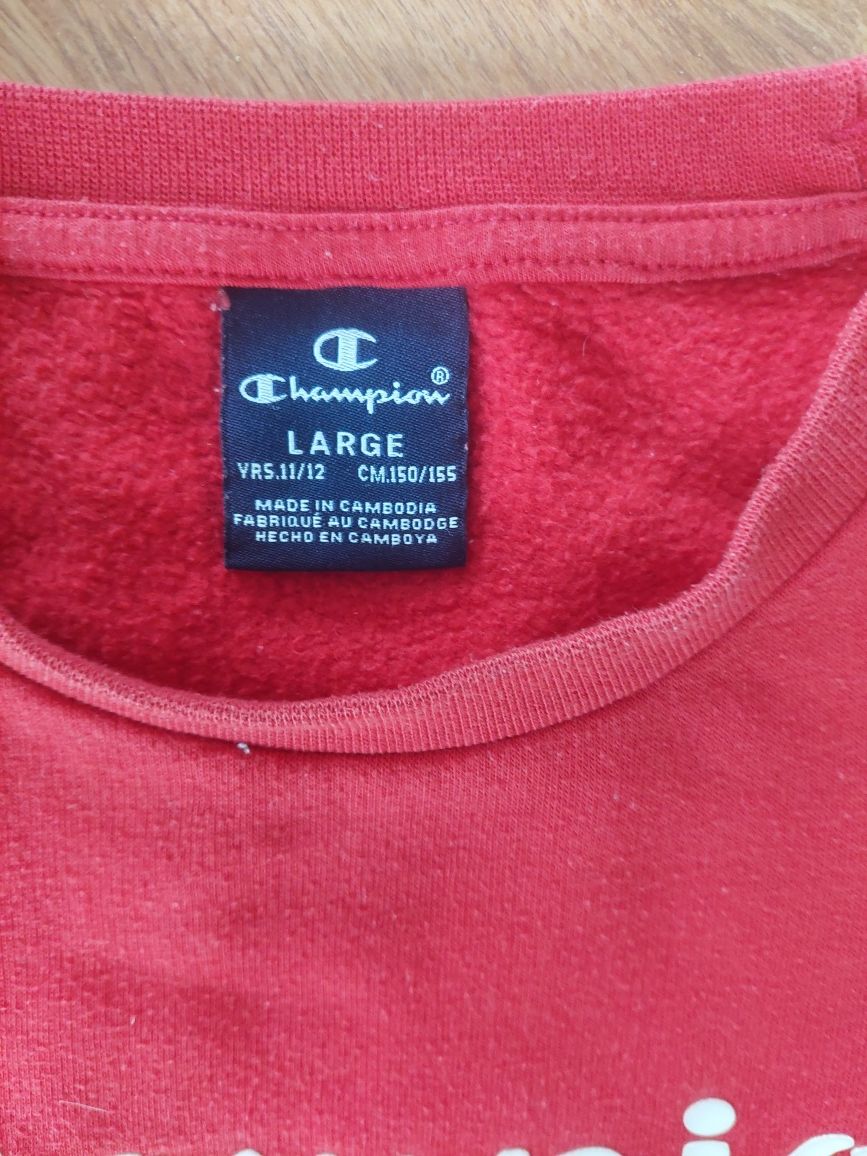 Champion®
LARGE
YRS.11/12 CM.150/155
MADE IN CAMBODIA
FABRIQUÉ AU CAMBODGE
HECHO EN CAMBOYA